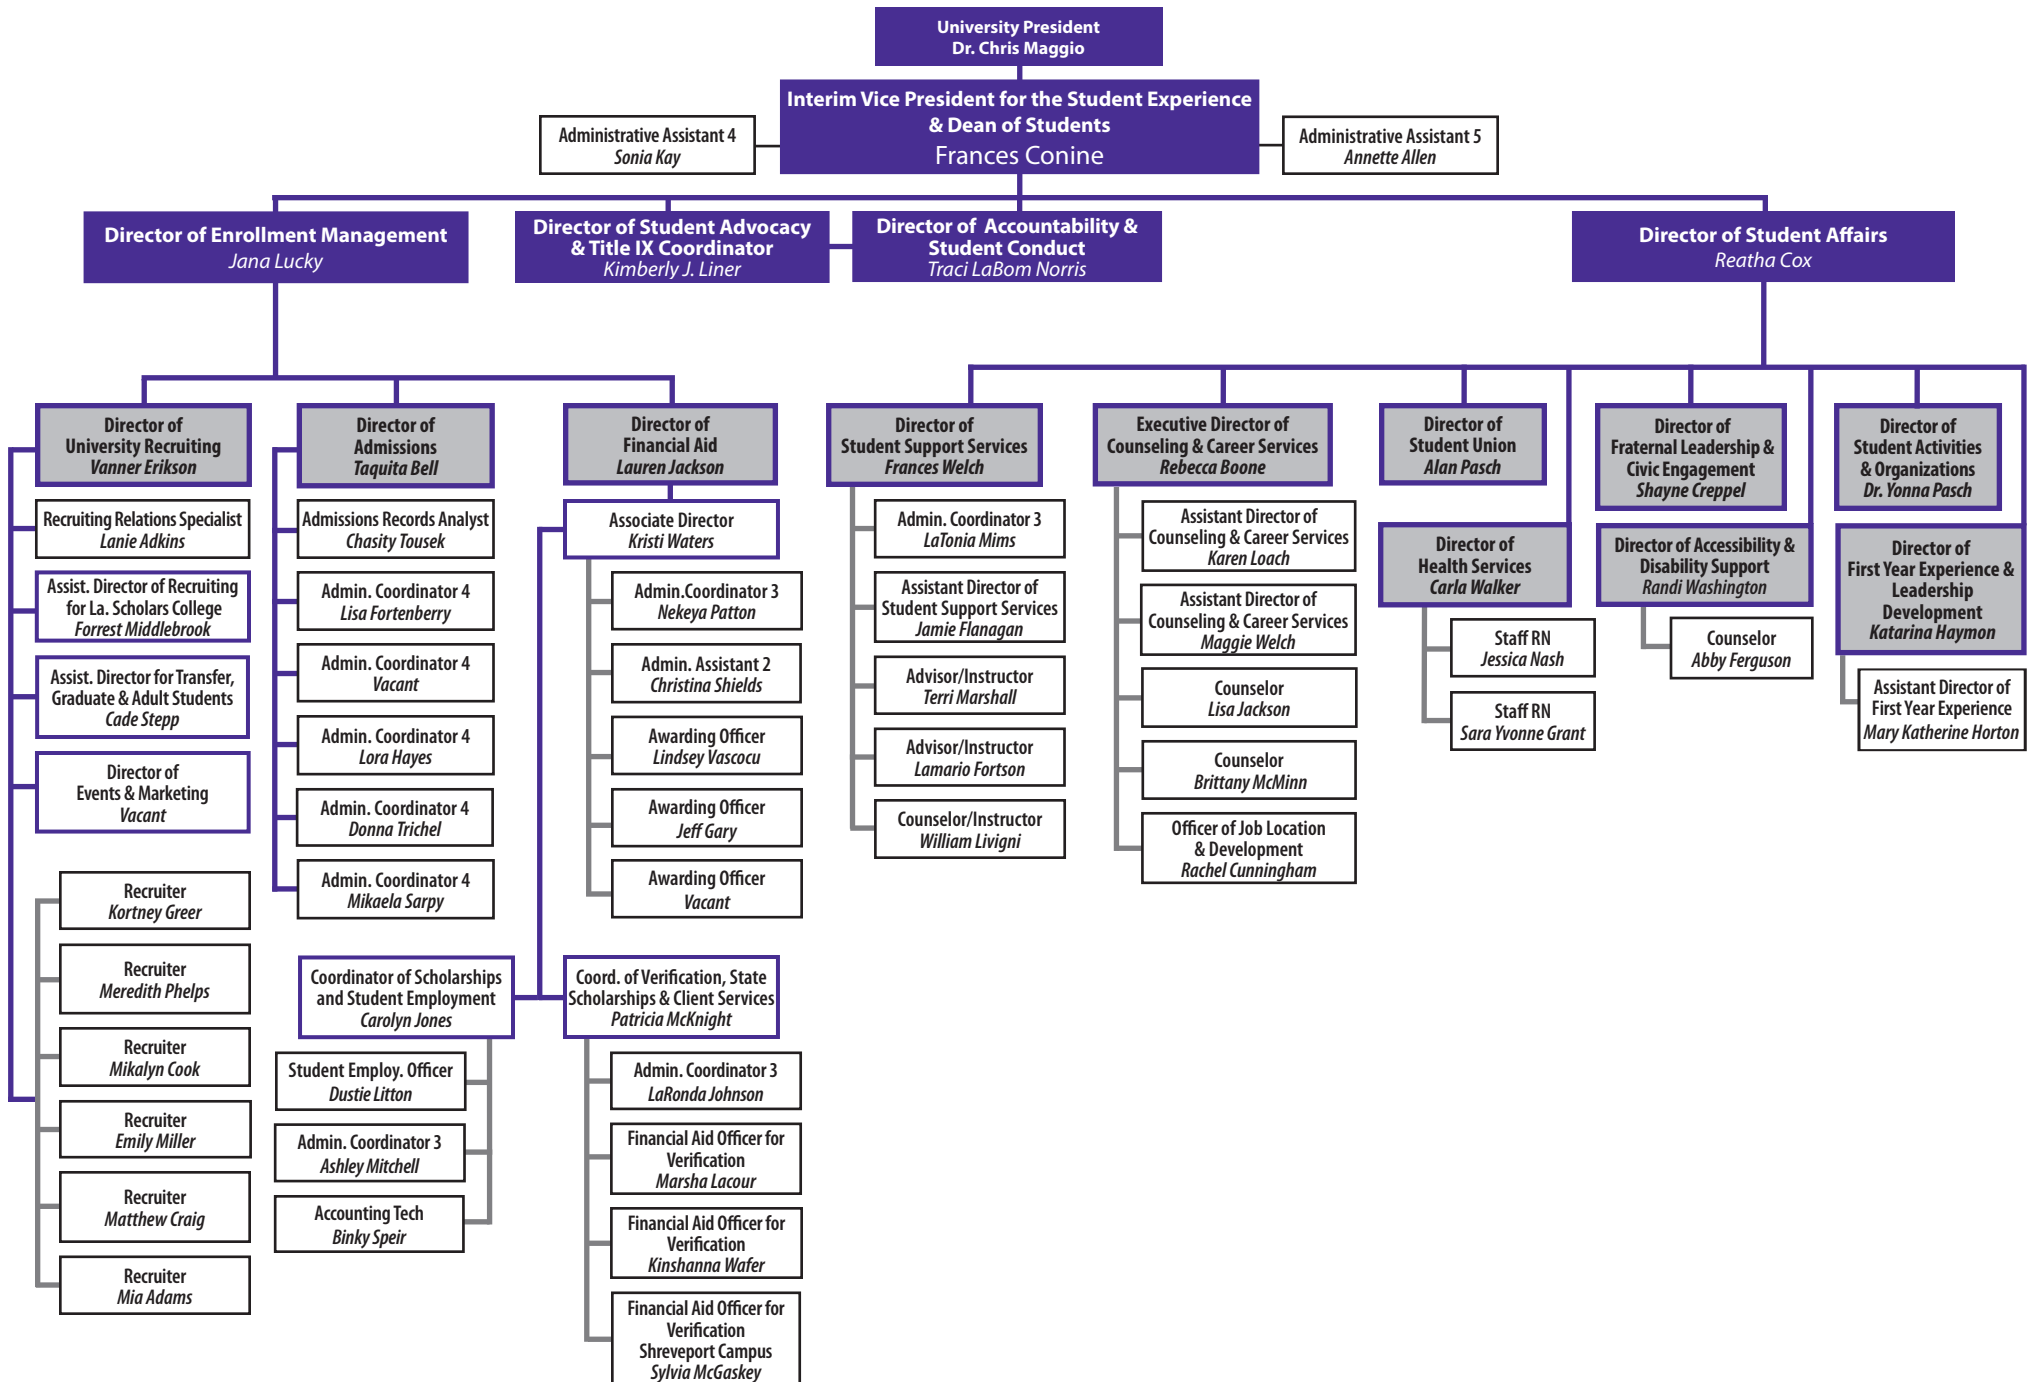 University President
Dr. Chris Maggio
Interim Vice President for the Student Experience
& Dean of Students
Frances Conine
Administrative Assistant 4
Sonia Kay
Administrative Assistant 5
Annette Allen
Director of Enrollment Management
Jana Lucky
Director of Student Advocacy
& Title IX Coordinator
Kimberly J. Liner
Director of Accountability &
Student Conduct
Traci LaBom Norris
Director of Student Affairs
Reatha Cox
Director of
University Recruiting
Vanner Erikson
Recruiting Relations Specialist
Lanie Adkins
Assist. Director of Recruiting
for La. Scholars College
Forrest Middlebrook
Assist. Director for Transfer,
Graduate & Adult Students
Cade Stepp
Director of
Events & Marketing
Vacant
Recruiter
Kortney Greer
Recruiter
Meredith Phelps
Recruiter
Mikalyn Cook
Recruiter
Emily Miller
Recruiter
Matthew Craig
Recruiter
Mia Adams
Director of
Admissions
Taquita Bell
Admissions Records Analyst
Chasity Tousek
Admin. Coordinator 4
Lisa Fortenberry
Admin. Coordinator 4
Vacant
Admin. Coordinator 4
Lora Hayes
Admin. Coordinator 4
Donna Trichel
Admin. Coordinator 4
Mikaela Sarpy
Director of
Financial Aid
Lauren Jackson
Associate Director
Kristi Waters
Admin.Coordinator 3
Nekeya Patton
Admin. Assistant 2
Christina Shields
Awarding Officer
Lindsey Vascocu
Awarding Officer
Jeff Gary
Awarding Officer
Vacant
Coordinator of Scholarships
and Student Employment
Carolyn Jones
Student Employ. Officer
Dustie Litton
Admin. Coordinator 3
Ashley Mitchell
Accounting Tech
Binky Speir
Coord. of Verification, State
Scholarships & Client Services
Patricia McKnight
Admin. Coordinator 3
LaRonda Johnson
Financial Aid Officer for
Verification
Marsha Lacour
Financial Aid Officer for
Verification
Kinshanna Wafer
Financial Aid Officer for
Verification
Shreveport Campus
Sylvia McGaskey
Director of
Student Support Services
Frances Welch
Admin. Coordinator 3
LaTonia Mims
Assistant Director of
Student Support Services
Jamie Flanagan
Advisor/Instructor
Terri Marshall
Advisor/Instructor
Lamario Fortson
Counselor/Instructor
William Livigni
Executive Director of
Counseling & Career Services
Rebecca Boone
Assistant Director of
Counseling & Career Services
Karen Loach
Assistant Director of
Counseling & Career Services
Maggie Welch
Counselor
Lisa Jackson
Counselor
Brittany McMinn
Officer of Job Location
& Development
Rachel Cunningham
Director of
Student Union
Alan Pasch
Director of
Health Services
Carla Walker
Staff RN
Jessica Nash
Staff RN
Sara Yvonne Grant
Director of
Fraternal Leadership &
Civic Engagement
Shayne Creppel
Director of Accessibility &
Disability Support
Randi Washington
Counselor
Abby Ferguson
Director of
Student Activities
& Organizations
Dr. Yonna Pasch
Director of
First Year Experience &
Leadership
Development
Katarina Haymon
Assistant Director of
First Year Experience
Mary Katherine Horton